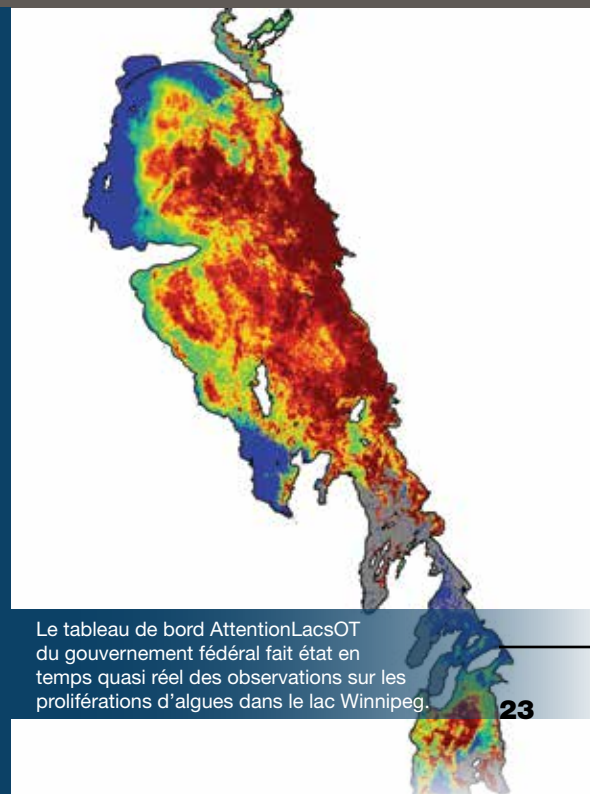 Le tableau de bord AttentionLacsOT
du gouvernement fédéral fait état en
temps quasi réel des observations sur les
proliférations d'algues dans le lac Winnipeg.
23